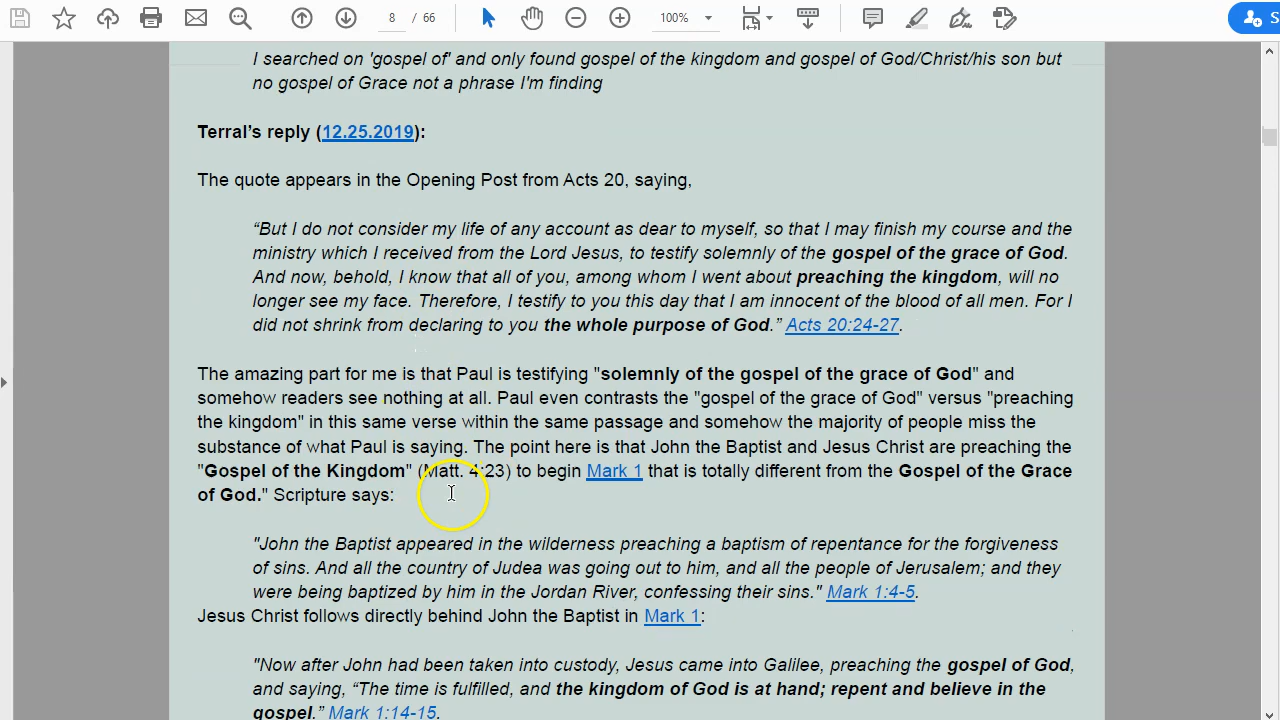 8 / 66
100%
S
I searched on 'gospel of' and only found gospel of the kingdom and gospel of God/Christ/his son but
no gospel of Grace not a phrase I'm finding
Terral’s reply (12.25.2019):
The quote appears in the Opening Post from Acts 20, saying,
“But I do not consider my life of any account as dear to myself, so that I may finish my course and the
ministry which I received from the Lord Jesus, to testify solemnly of the gospel of the grace of God.
And now, behold, I know that all of you, among whom I went about preaching the kingdom, will no
longer see my face. Therefore, I testify to you this day that I am innocent of the blood of all men. For I
did not shrink from declaring to you the whole purpose of God.” Acts 20:24-27.
The amazing part for me is that Paul is testifying "solemnly of the gospel of the grace of God" and
somehow readers see nothing at all. Paul even contrasts the "gospel of the grace of God" versus "preaching
the kingdom" in this same verse within the same passage and somehow the majority of people miss the
substance of what Paul is saying. The point here is that John the Baptist and Jesus Christ are preaching the
"Gospel of the Kingdom" (Matt. 4:23) to begin Mark 1 that is totally different from the Gospel of the Grace
of God." Scripture says:
"John the Baptist appeared in the wilderness preaching a baptism of repentance for the forgiveness
of sins. And all the country of Judea was going out to him, and all the people of Jerusalem; and they
were being baptized by him in the Jordan River, confessing their sins." Mark 1:4-5.
Jesus Christ follows directly behind John the Baptist in Mark 1:
"Now after John had been taken into custody, Jesus came into Galilee, preaching the gospel of God,
and saying, “The time is fulfilled, and the kingdom of God is at hand; repent and believe in the
gospel.” Mark 1:14-15.